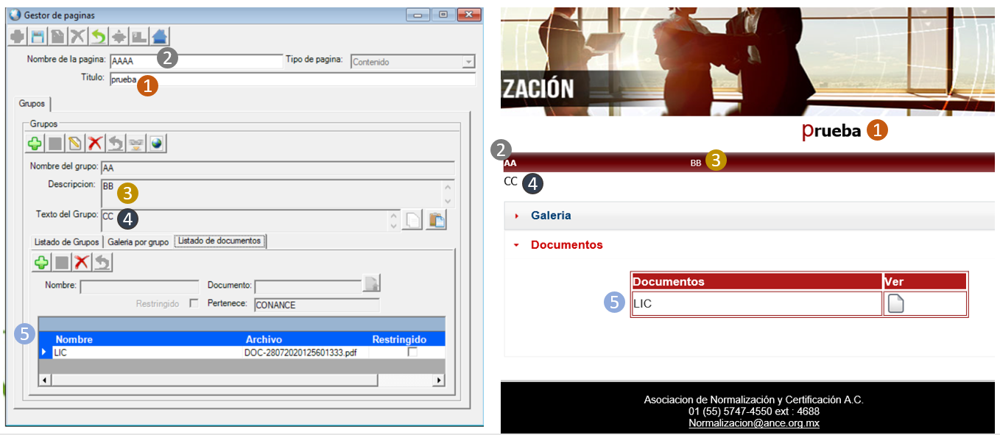 Gestor de paginas
Nombre de la pagina: AAAA 2 Tipo de pagina: Contenido
Titulo: prueba 1
Grupos
Grupos
Nombre del grupo: AA
Descripcion: BB 3
Texto del Grupo: CC 4
Listado de Grupos Galeria por grupo Listado de documentos
Nombre: Documento:
Restringido Pertenece: CONANCE
5
Nombre Archivo Restringido
LIC DOC-28072020125601333.pdf
ZACIÓN
prueba 1
2
AA BB 3
CC 4
Galeria
Documentos
Documentos Ver
5 LIC
Asociacion de Normalización y Certificación A.C.
01 (55) 5747-4550 ext : 4688
Normalizacion@ance.org.mx